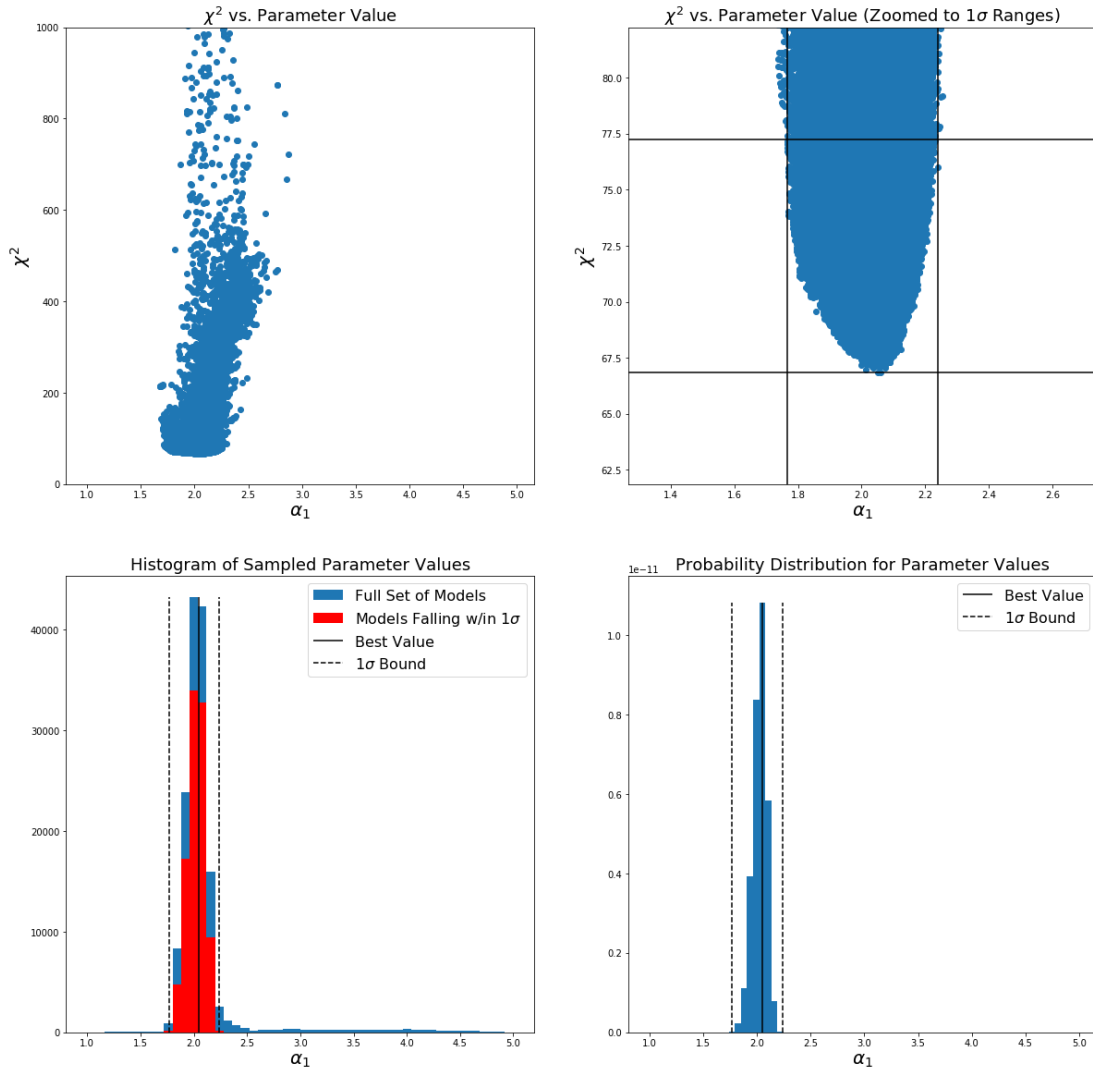 χ² vs. Parameter Value
1000
800
600
400
200
0
χ²
1.0 1.5 2.0 2.5 3.0 3.5 4.0 4.5 5.0
α₁
χ² vs. Parameter Value (Zoomed to 1σ Ranges)
80.0
77.5
75.0
72.5
70.0
67.5
65.0
62.5
χ²
1.4 1.6 1.8 2.0 2.2 2.4 2.6
α₁
Histogram of Sampled Parameter Values
Full Set of Models
Models Falling w/in 1σ
Best Value
1σ Bound
40000
30000
20000
10000
0
1.0 1.5 2.0 2.5 3.0 3.5 4.0 4.5 5.0
α₁
Probability Distribution for Parameter Values
1e−11
Best Value
1σ Bound
1.0
0.8
0.6
0.4
0.2
0.0
1.0 1.5 2.0 2.5 3.0 3.5 4.0 4.5 5.0
α₁